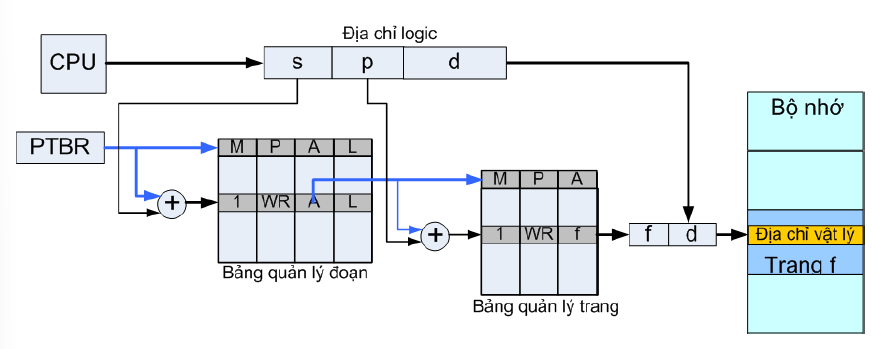 Địa chỉ logic
CPU
s p d
Bộ nhớ
PTBR
M P A L
1 WR A L
M P A
1 WR f
f d
Địa chỉ vật lý
Trang f
Bảng quản lý đoạn
Bảng quản lý trang
+
+